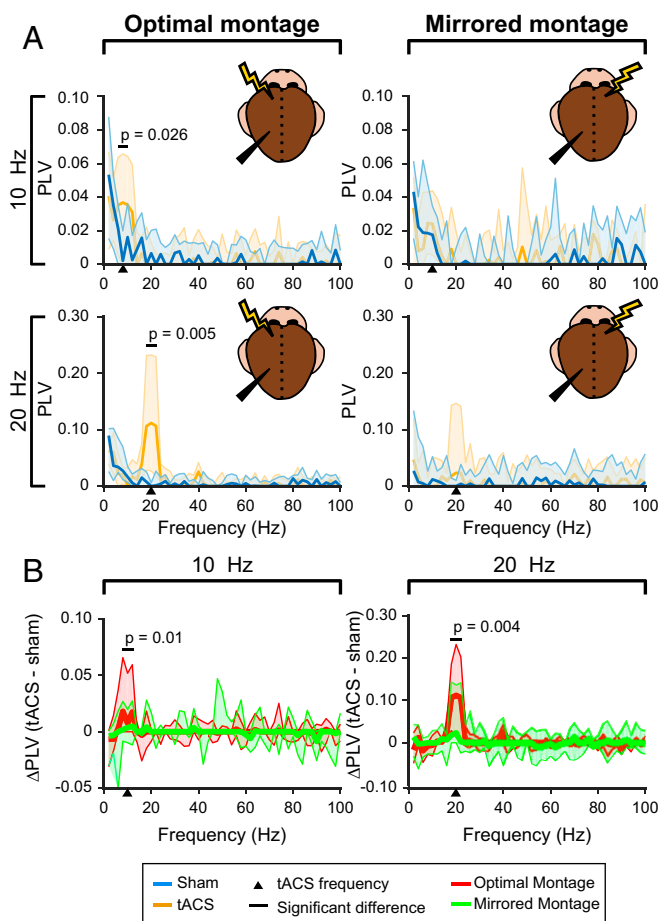 Optimal montage
Mirrored montage
A
10 Hz
PLV
0.10
0.08
0.06
0.04
0.02
0
p = 0.026
0 20 40 60 80 100
PLV
0.10
0.08
0.06
0.04
0.02
0
0 20 40 60 80 100
20 Hz
PLV
0.30
0.20
0.10
0
p = 0.005
0 20 40 60 80 100
Frequency (Hz)
PLV
0.30
0.20
0.10
0
0 20 40 60 80 100
Frequency (Hz)
B
10 Hz
ΔPLV (tACS - sham)
0.10
0.05
0
-0.05
p = 0.01
0 20 40 60 80 100
Frequency (Hz)
20 Hz
ΔPLV (tACS - sham)
0.30
0.20
0.10
0
-0.10
p = 0.004
0 20 40 60 80 100
Frequency (Hz)
Sham
tACS frequency
Optimal Montage
tACS
Significant difference
Mirrored Montage